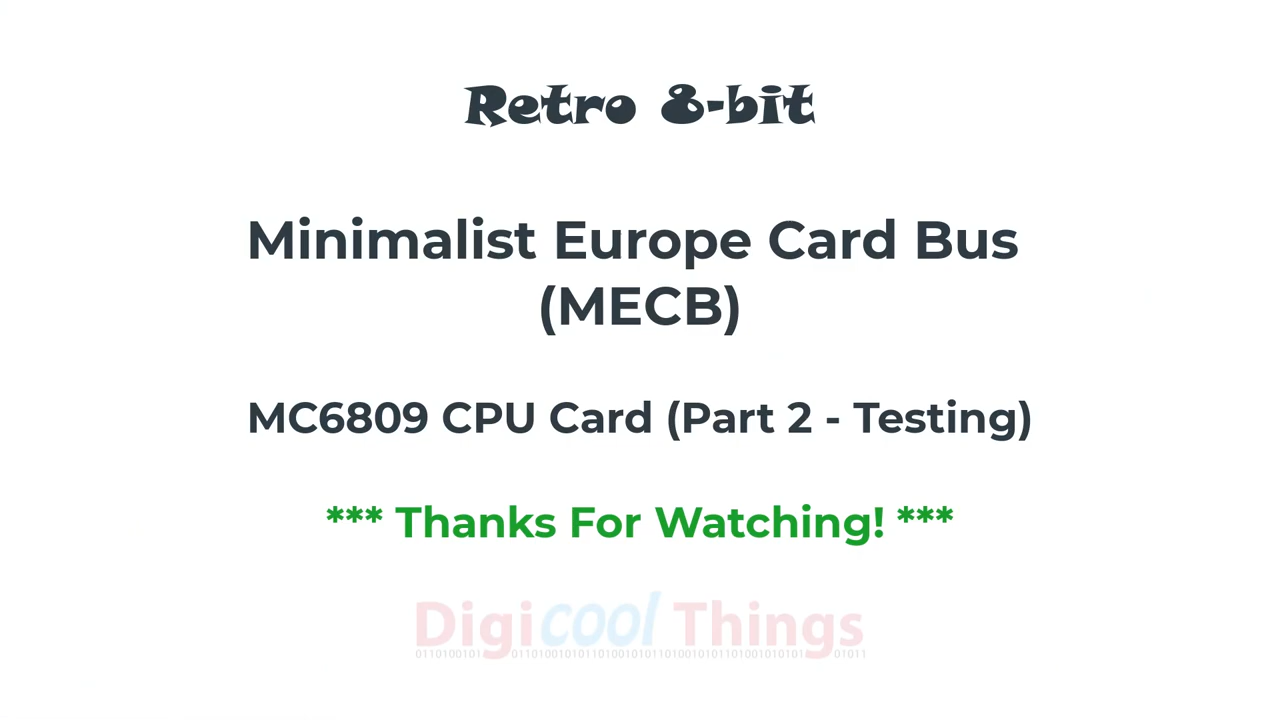 Retro 8-bit
Minimalist Europe Card Bus
(MECB)
MC6809 CPU Card (Part 2 - Testing)
*** Thanks For Watching! ***
Digicool Things